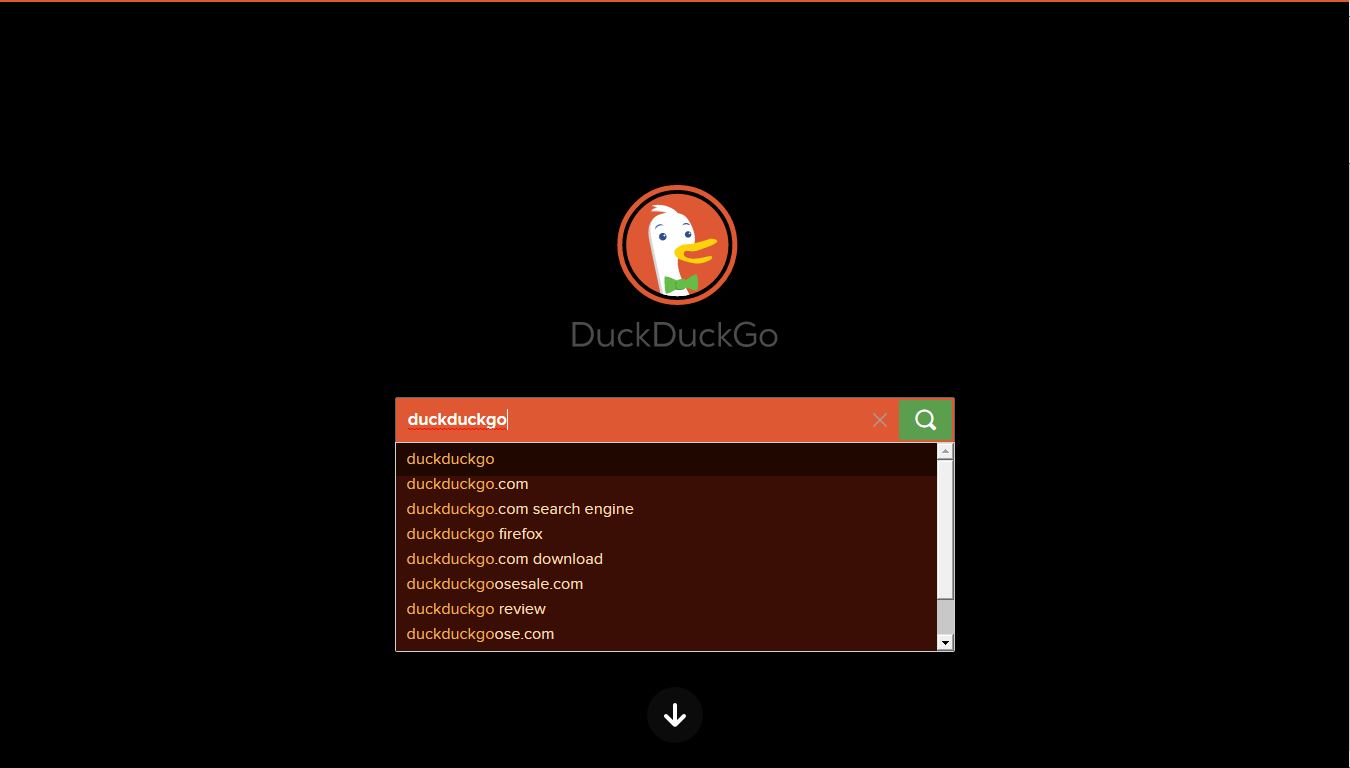 DuckDuckGo
duckduckgo
duckduckgo
duckduckgo.com
duckduckgo.com search engine
duckduckgo firefox
duckduckgo.com download
duckduckgoosesale.com
duckduckgo review
duckduckgoose.com